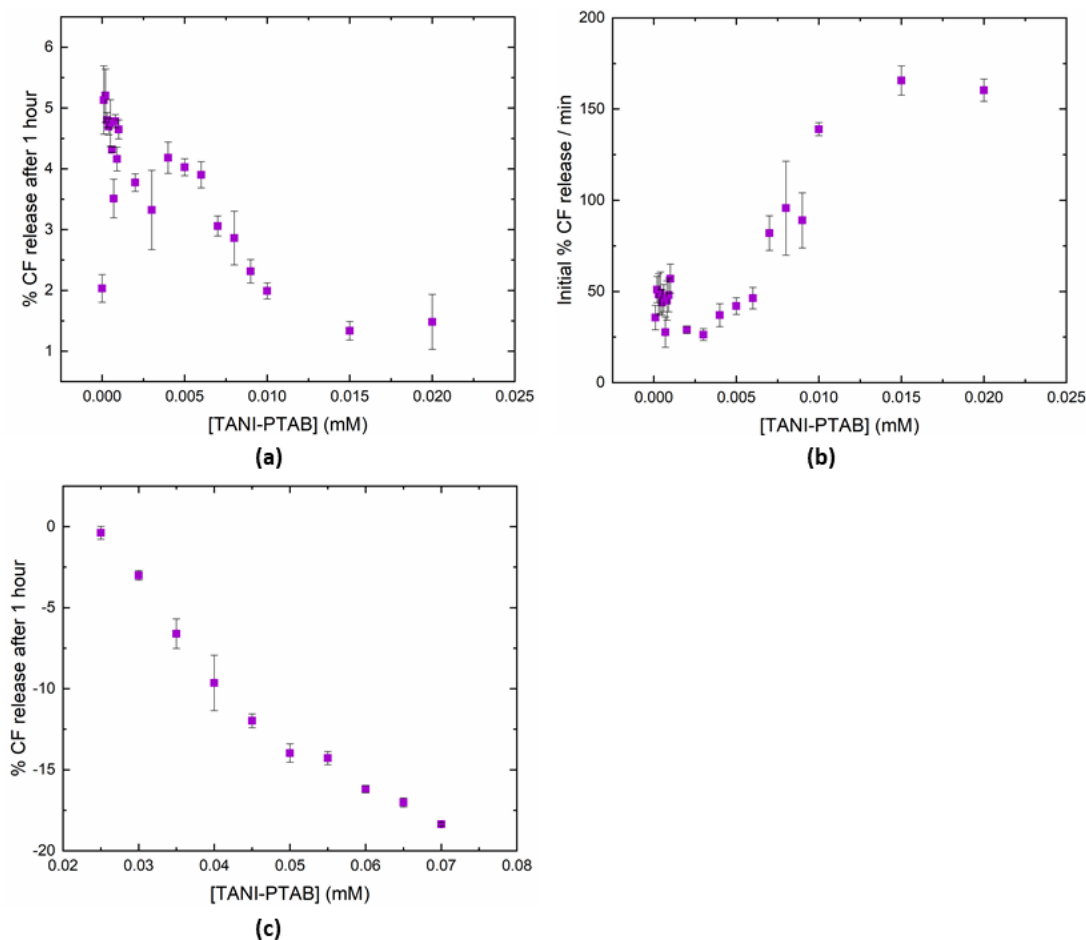 6
5
4
3
2
1
% CF release after 1 hour
0.000 0.005 0.010 0.015 0.020 0.025
[TANI-PTAB] (mM)
(a)
200
150
100
50
0
Initial % CF release / min
0.000 0.005 0.010 0.015 0.020 0.025
[TANI-PTAB] (mM)
(b)
0
-5
-10
-15
-20
% CF release after 1 hour
0.02 0.03 0.04 0.05 0.06 0.07 0.08
[TANI-PTAB] (mM)
(c)